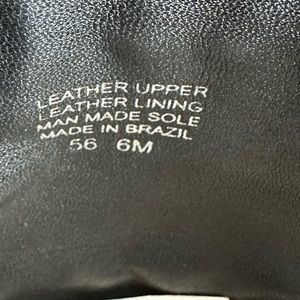 LEATHER UPPER
LEATHER LINING
MAN MADE SOLE
MADE IN BRAZIL
56 6M